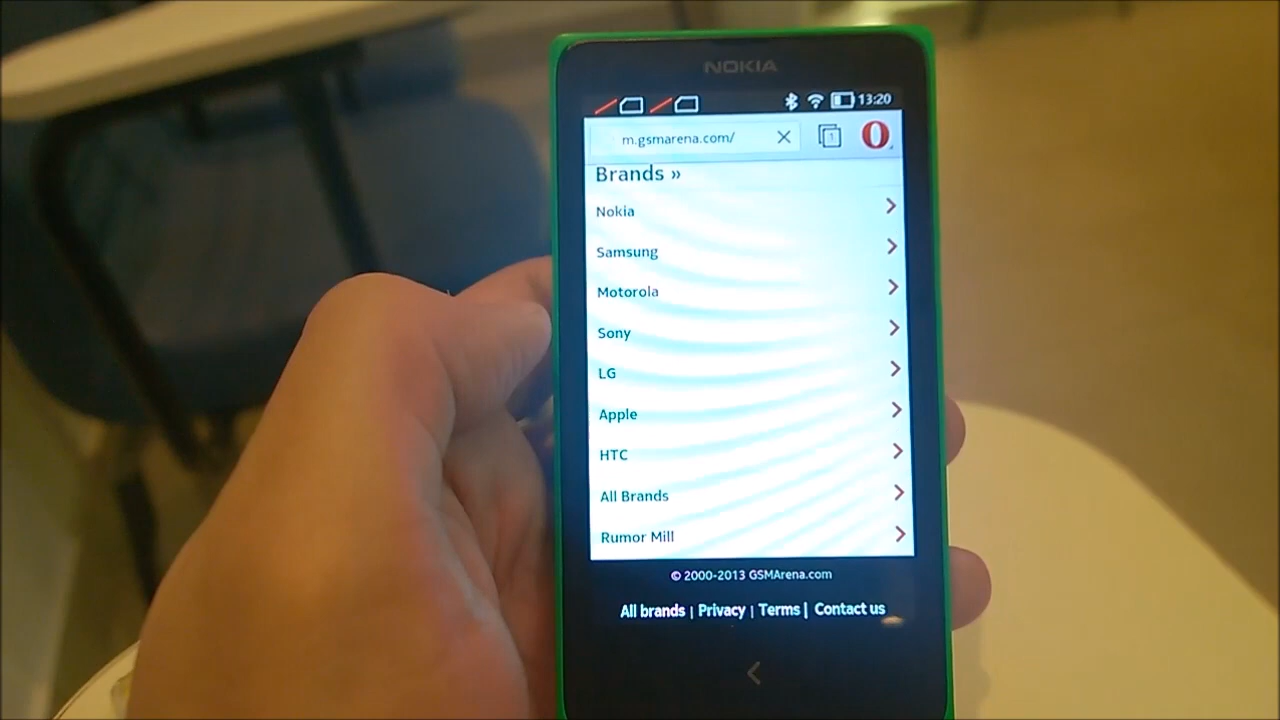 NOKIA
13:20
m.gsmarena.com/
1
Brands »
Nokia
Samsung
Motorola
Sony
LG
Apple
HTC
All Brands
Rumor Mill
© 2000-2013 GSMArena.com
All brands | Privacy | Terms | Contact us